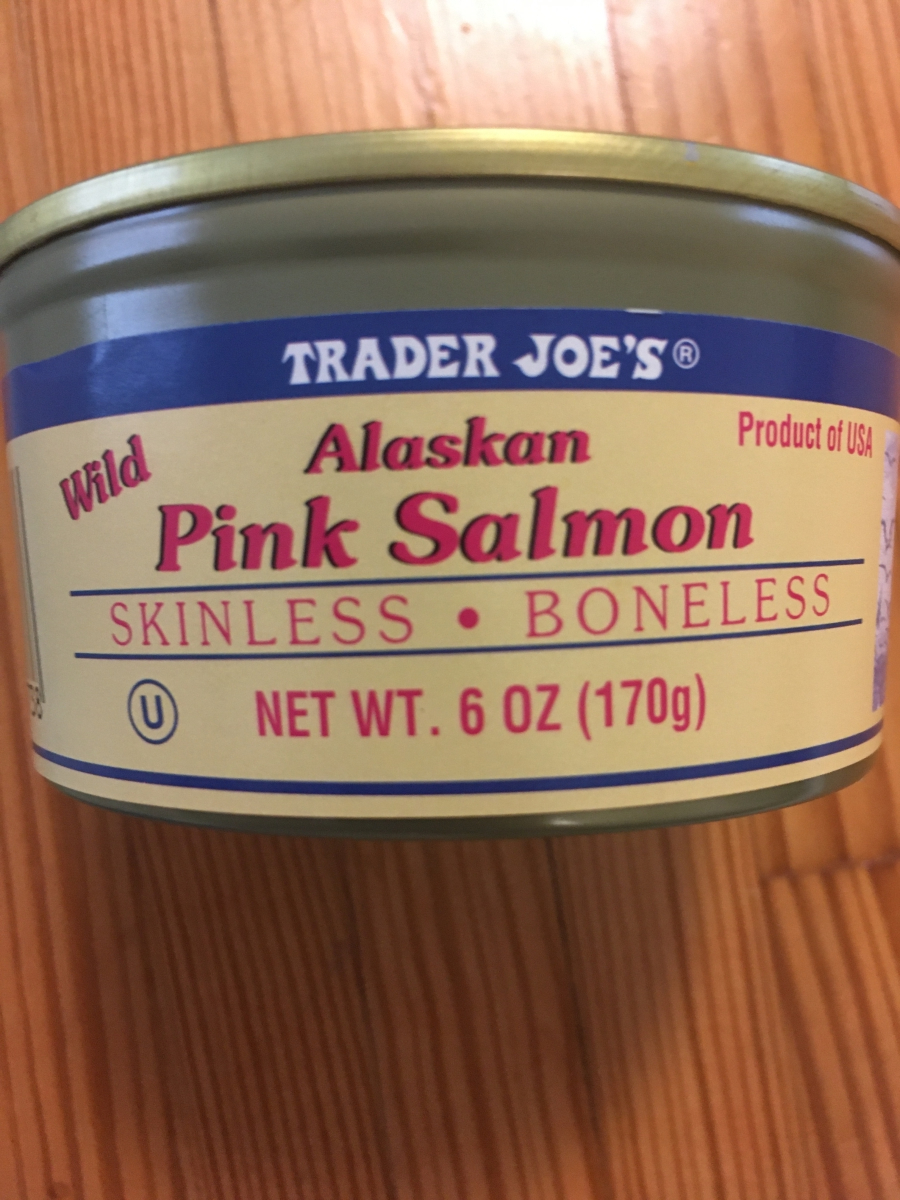 TRADER JOE'S®
Wild
Alaskan
Product of USA
Pink Salmon
SKINLESS • BONELESS
U
NET WT. 6 OZ (170g)